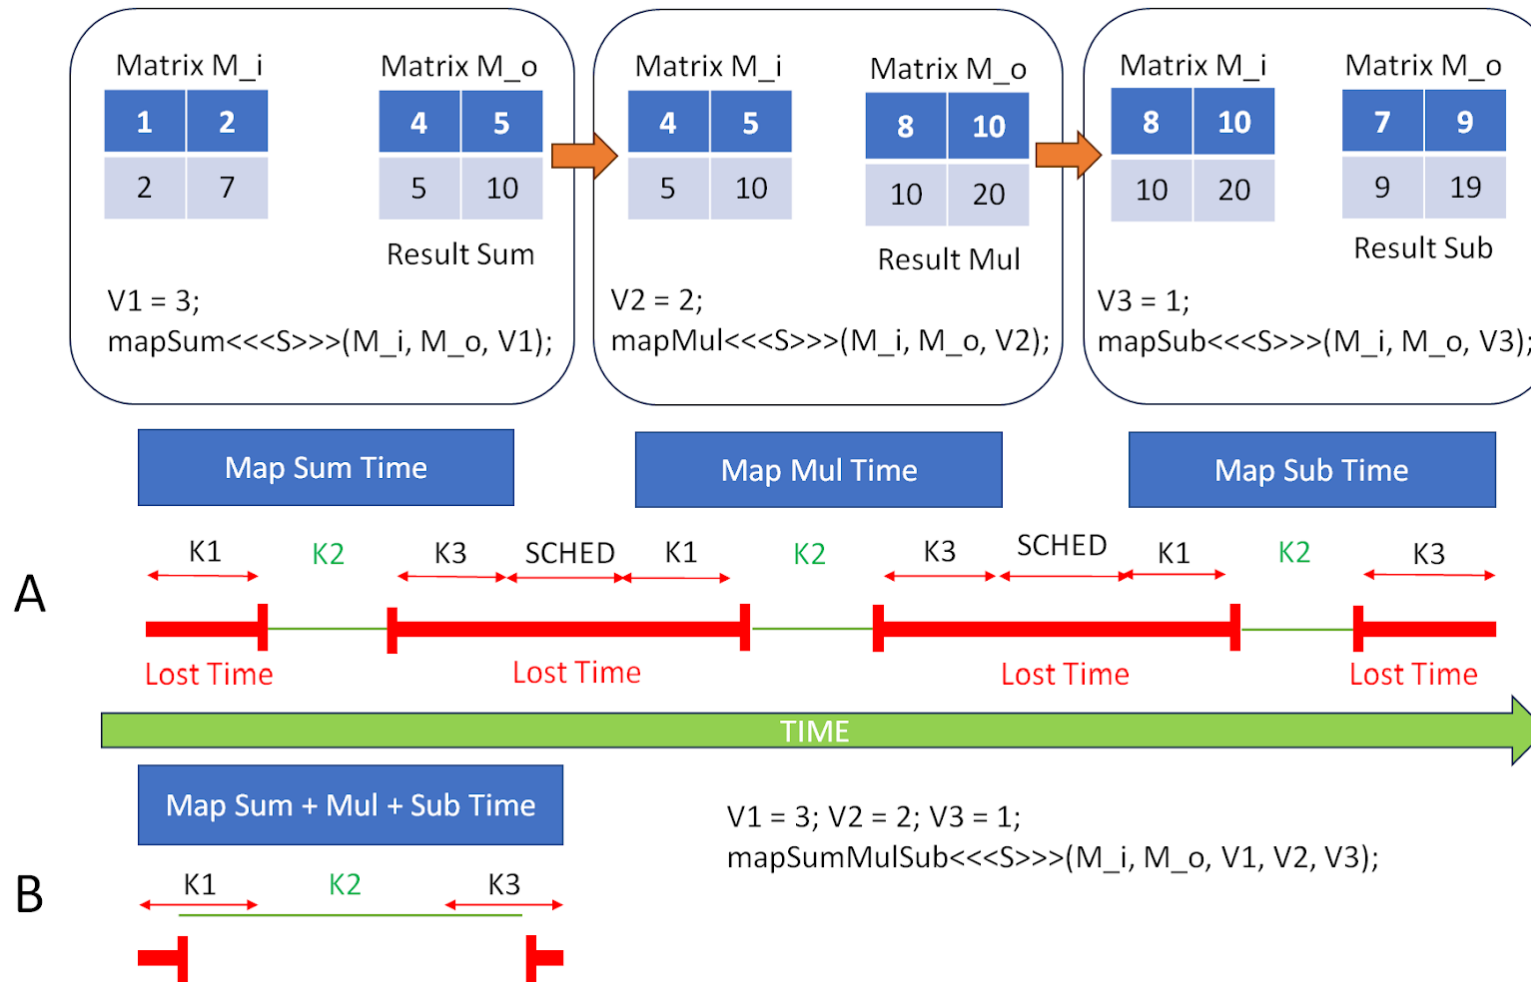 Matrix M_i
Matrix M_o
1 2
4 5
2 7
5 10
Result Sum
V1 = 3;
mapSum<<<S>>>(M_i, M_o, V1);
Matrix M_i
Matrix M_o
4 5
8 10
5 10
10 20
Result Mul
V2 = 2;
mapMul<<<S>>>(M_i, M_o, V2);
Matrix M_i
Matrix M_o
8 10
7 9
10 20
9 19
Result Sub
V3 = 1;
mapSub<<<S>>>(M_i, M_o, V3);
Map Sum Time
Map Mul Time
Map Sub Time
A
K1 K2 K3 SCHED K1 K2 K3 SCHED K1 K2 K3
Lost Time Lost Time Lost Time Lost Time
TIME
Map Sum + Mul + Sub Time
V1 = 3; V2 = 2; V3 = 1;
mapSumMulSub<<<S>>>(M_i, M_o, V1, V2, V3);
B
K1 K2 K3